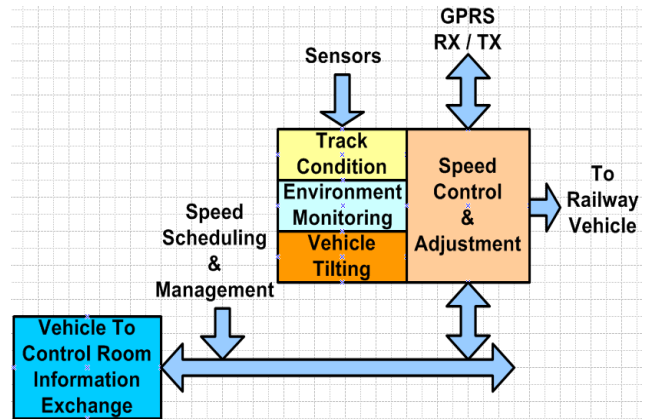 GPRS
RX / TX
Sensors
Track
Condition
Environment
Monitoring
Vehicle
Tilting
Speed
Control
&
Adjustment
To
Railway
Vehicle
Speed
Scheduling
&
Management
Vehicle To
Control Room
Information
Exchange